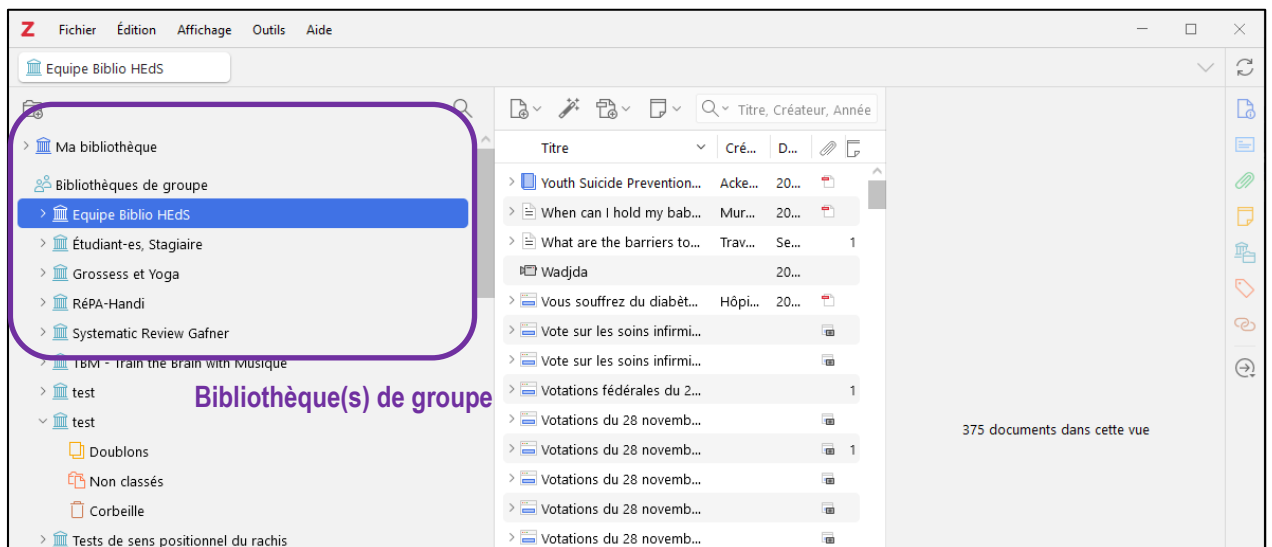 Z Fichier Édition Affichage Outils Aide
Equipe Biblio HEdS
Titre, Créateur, Année
Ma bibliothèque
Bibliothèques de groupe
Equipe Biblio HEdS
Étudiant-es, Stagiaire
Grossess et Yoga
RéPA-Handi
Systematic Review Gafner
TBM - Train the Brain with Musique
test
Bibliothèque(s) de groupe
test
Doublons
Non classés
Corbeille
Tests de sens positionnel du rachis
Titre Cré... D...
Youth Suicide Prevention... Acke... 20...
When can I hold my bab... Mur... 20...
What are the barriers to... Trav... Se... 1
Wadjda 20...
Vous souffrez du diabèt... Hôpi... 20...
Vote sur les soins infirmi...
Vote sur les soins infirmi...
Votations fédérales du 2... 1
Votations du 28 novemb...
Votations du 28 novemb... 1
Votations du 28 novemb...
Votations du 28 novemb...
Votations du 28 novemb...
375 documents dans cette vue